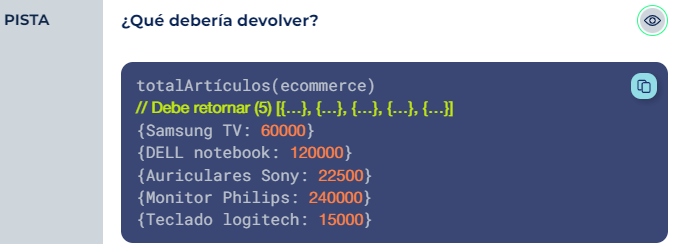 PISTA
¿Qué debería devolver?
totalArtículos(ecommerce)
// Debe retornar (5) [{...}, {...}, {...}, {...}, {...}]
{Samsung TV: 60000}
{DELL notebook: 120000}
{Auriculares Sony: 22500}
{Monitor Philips: 240000}
{Teclado logitech: 15000}